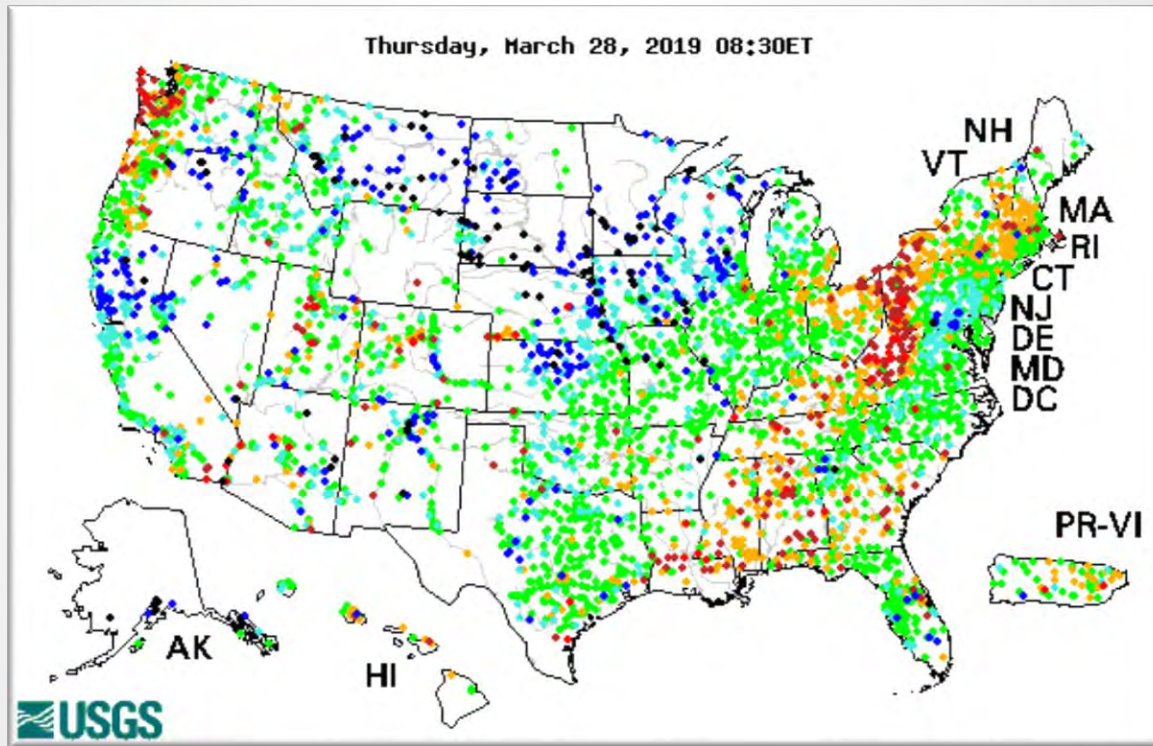 Thursday, March 28, 2019 08:30ET
NH
VT
MA
RI
CT
NJ
DE
MD
DC
PR-VI
AK
HI
USGS